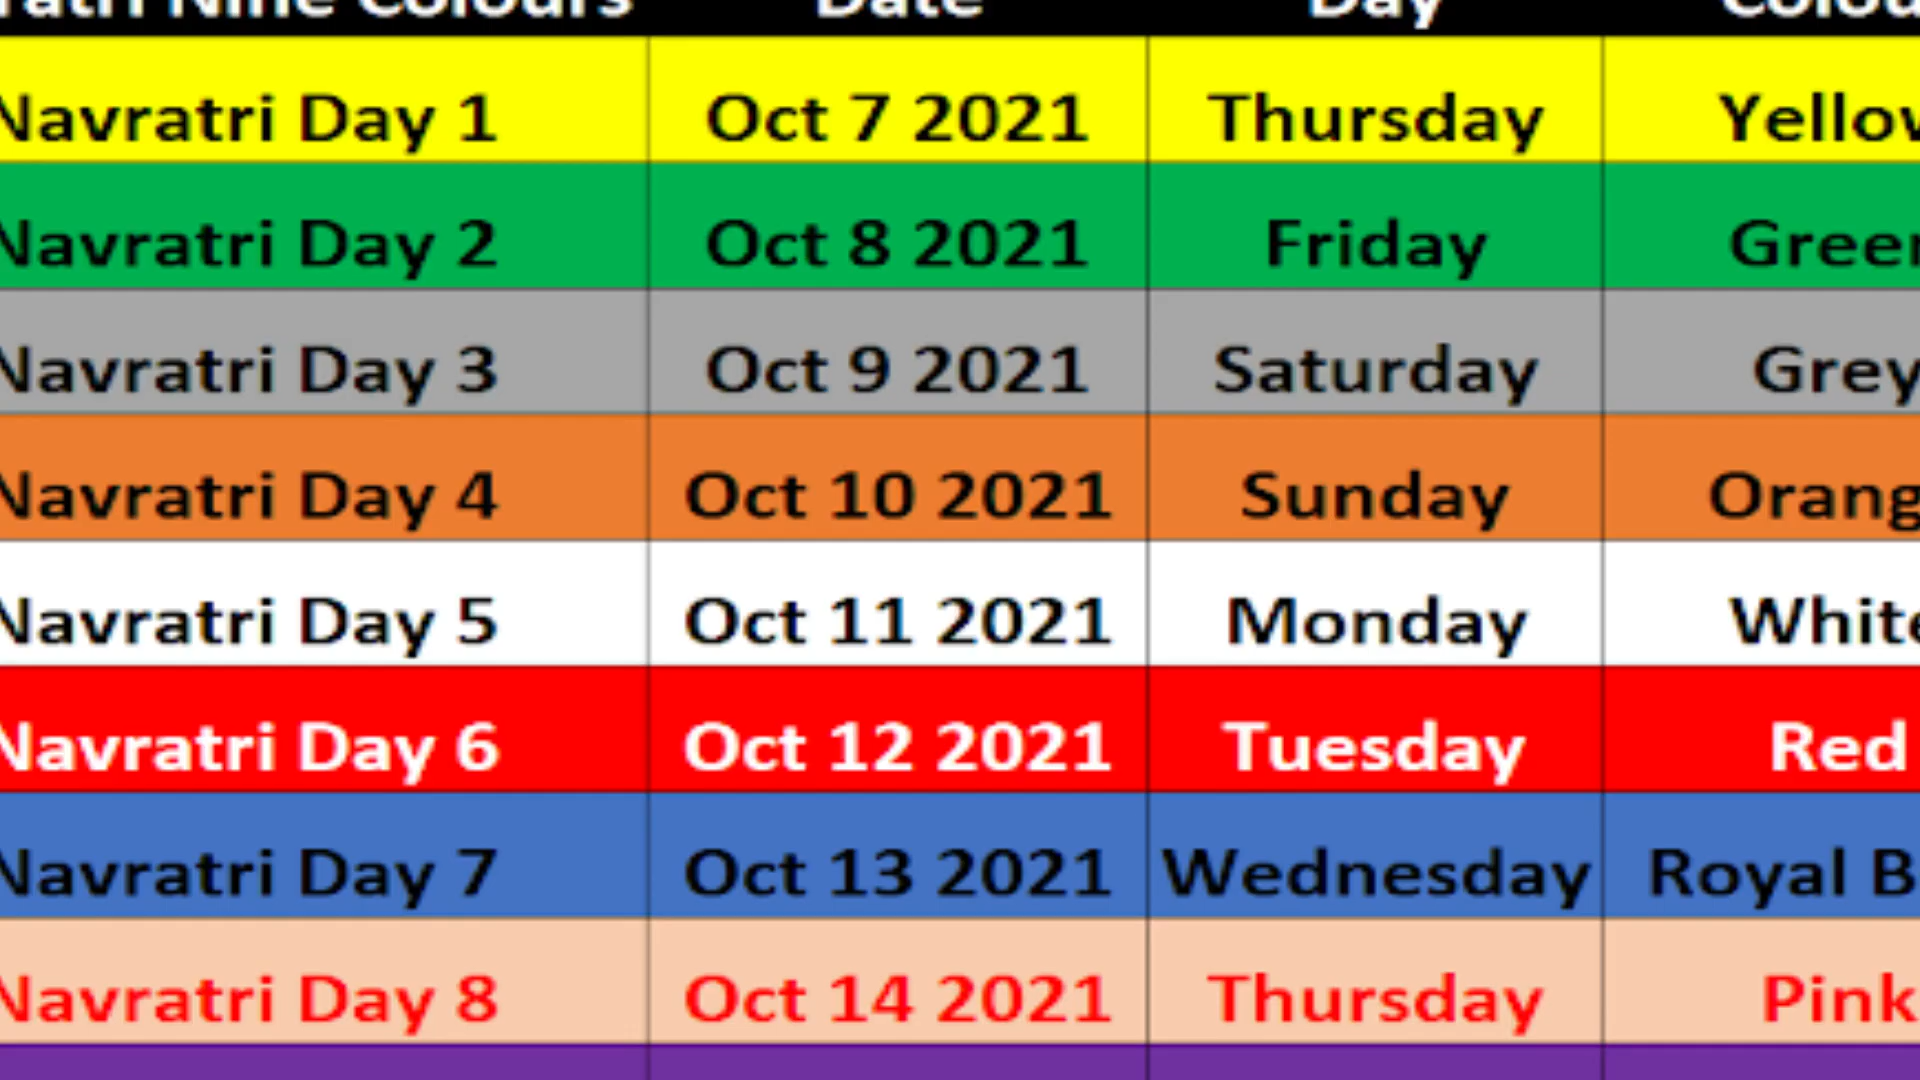 Nine Colours Date Day
Navratri Day 1 Oct 7 2021 Thursday Yellow
Navratri Day 2 Oct 8 2021 Friday Green
Navratri Day 3 Oct 9 2021 Saturday Grey
Navratri Day 4 Oct 10 2021 Sunday Orang
Navratri Day 5 Oct 11 2021 Monday White
Navratri Day 6 Oct 12 2021 Tuesday Red
Navratri Day 7 Oct 13 2021 Wednesday Royal B
Navratri Day 8 Oct 14 2021 Thursday Pink